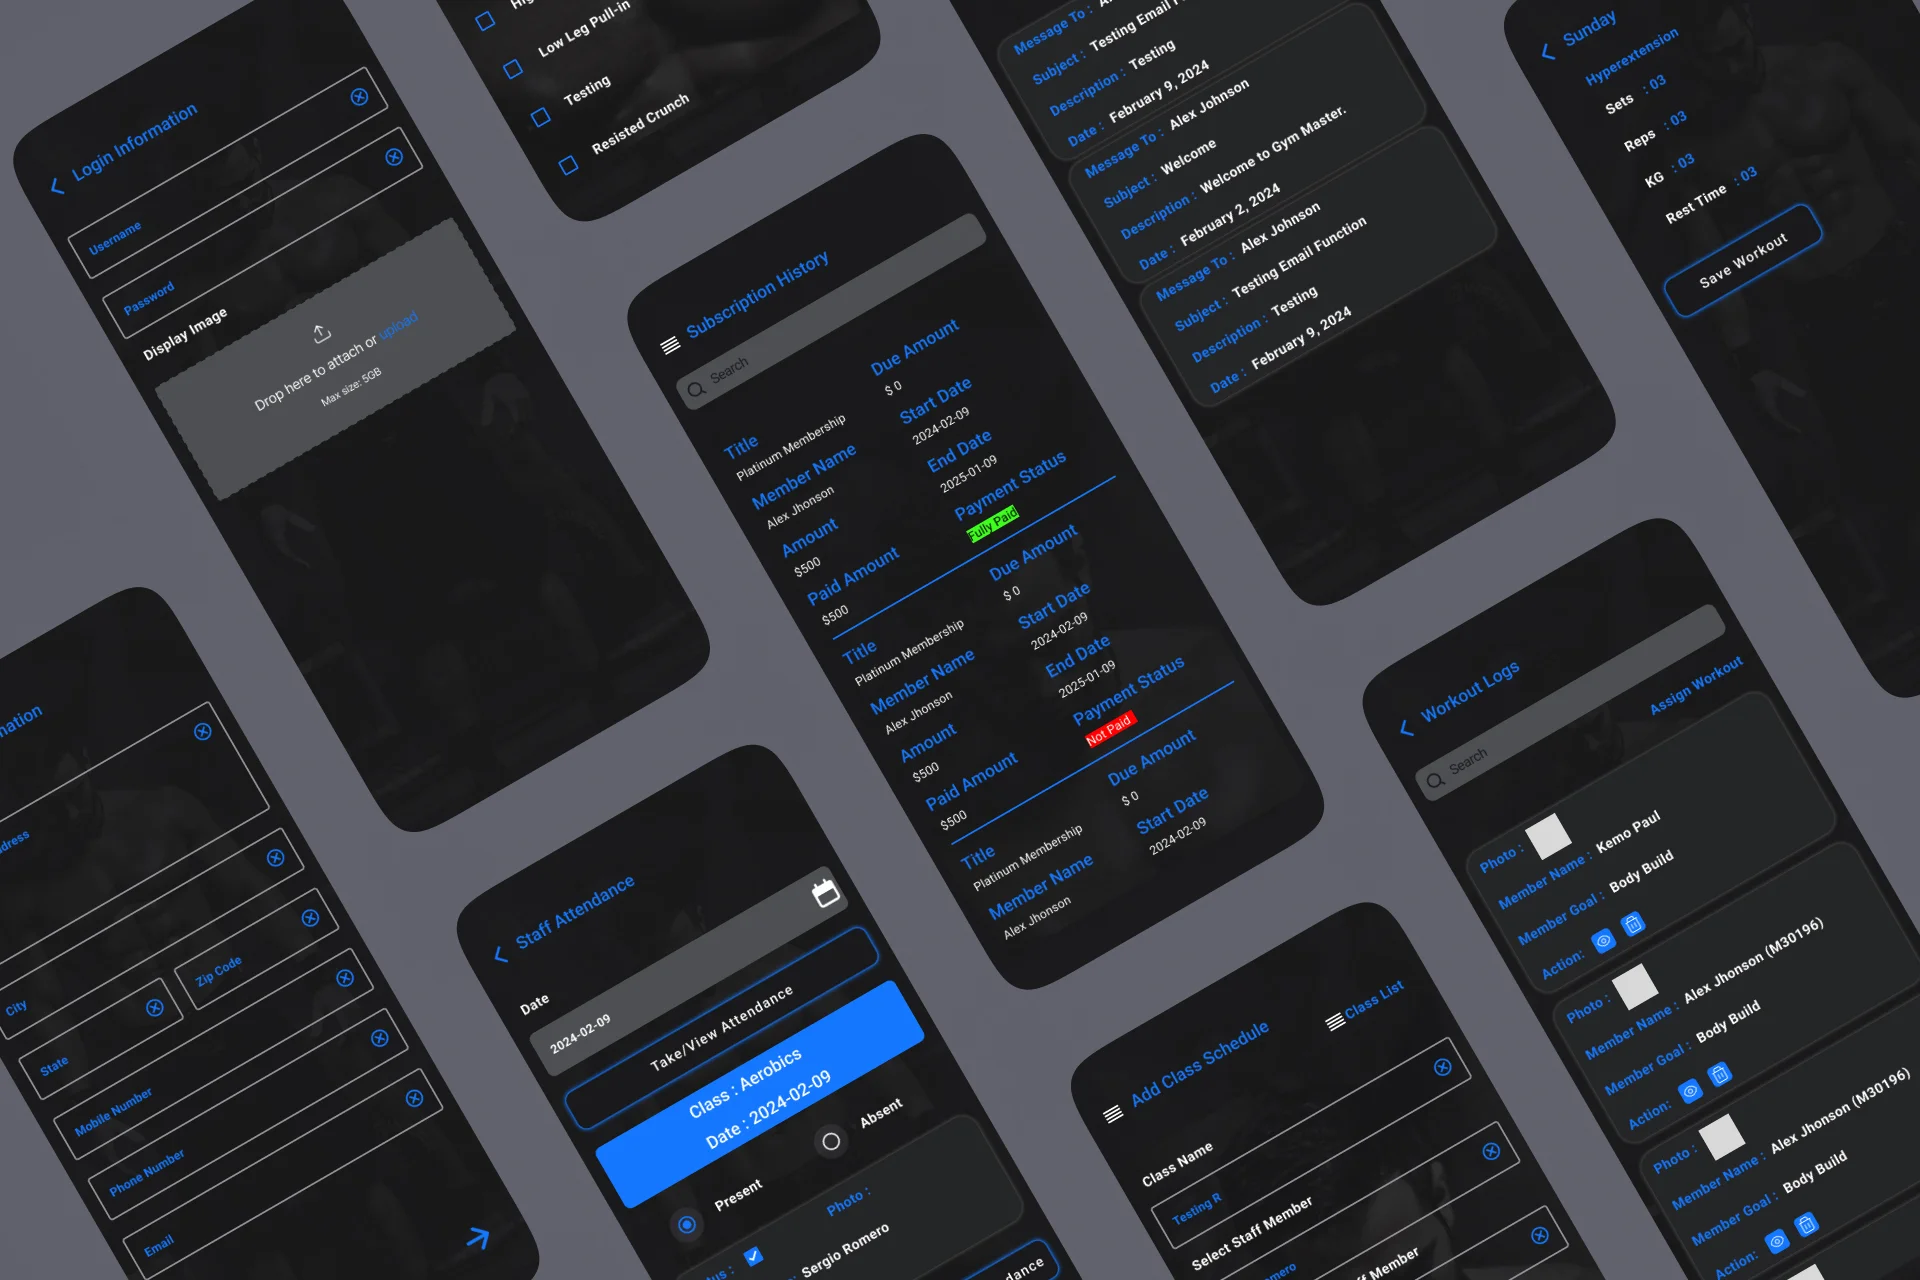 Login Information
Username
Password
Display Image
Drop here to attach or upload
Max size: 5GB
Low Leg Pull-in
Testing
Resisted Crunch
Message To :
Subject : Testing Email
Description : Testing
Date : February 9, 2024
Message To : Alex Johnson
Subject : Welcome
Description : Welcome to Gym Master.
Date : February 2, 2024
Message To : Alex Johnson
Subject : Testing Email Function
Description : Testing
Date : February 9, 2024
Sunday
Hyperextension
Sets : 03
Reps : 03
KG : 03
Rest Time : 03
Save Workout
Subscription History
Search
Title
Platinum Membership
Due Amount
$ 0
Member Name
Alex Jhonson
Start Date
2024-02-09
Amount
$500
End Date
2025-01-09
Paid Amount
$500
Payment Status
Fully Paid
Title
Platinum Membership
Due Amount
$ 0
Member Name
Alex Jhonson
Start Date
2024-02-09
Amount
$500
End Date
2025-01-09
Paid Amount
$500
Payment Status
Not Paid
Title
Platinum Membership
Due Amount
$ 0
Member Name
Alex Jhonson
Start Date
2024-02-09
City
Zip Code
State
Mobile Number
Phone Number
Email
Staff Attendance
Date
2024-02-09
Take/View Attendance
Class : Aerobics
Date : 2024-02-09
Present
Absent
Photo :
Sergio Romero
Add Class Schedule
Class List
Class Name
Testing R
Select Staff Member
Member
Workout Logs
Search
Assign Workout
Photo :
Member Name : Kemo Paul
Member Goal : Body Build
Action:
Photo :
Member Name : Alex Jhonson (M30196)
Member Goal : Body Build
Action:
Photo :
Member Name : Alex Jhonson (M30196)
Member Goal : Body Build
Action: